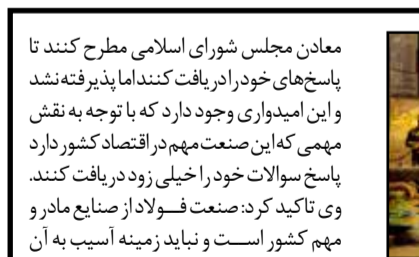 معادن مجلس شورای اسلامی مطرح کنند تا
پاسخ‌های خود را دریافت کنند اما پذیرفته نشد
و این امیدواری وجود دارد که با توجه به نقش
مهمی که این صنعت مهم در اقتصاد کشور دارد
پاسخ سوالات خود را خیلی زود دریافت کنند.
وی تاکید کرد: صنعت فولاد از صنایع مادر و
مهم کشور است و نباید زمینه آسیب به آن